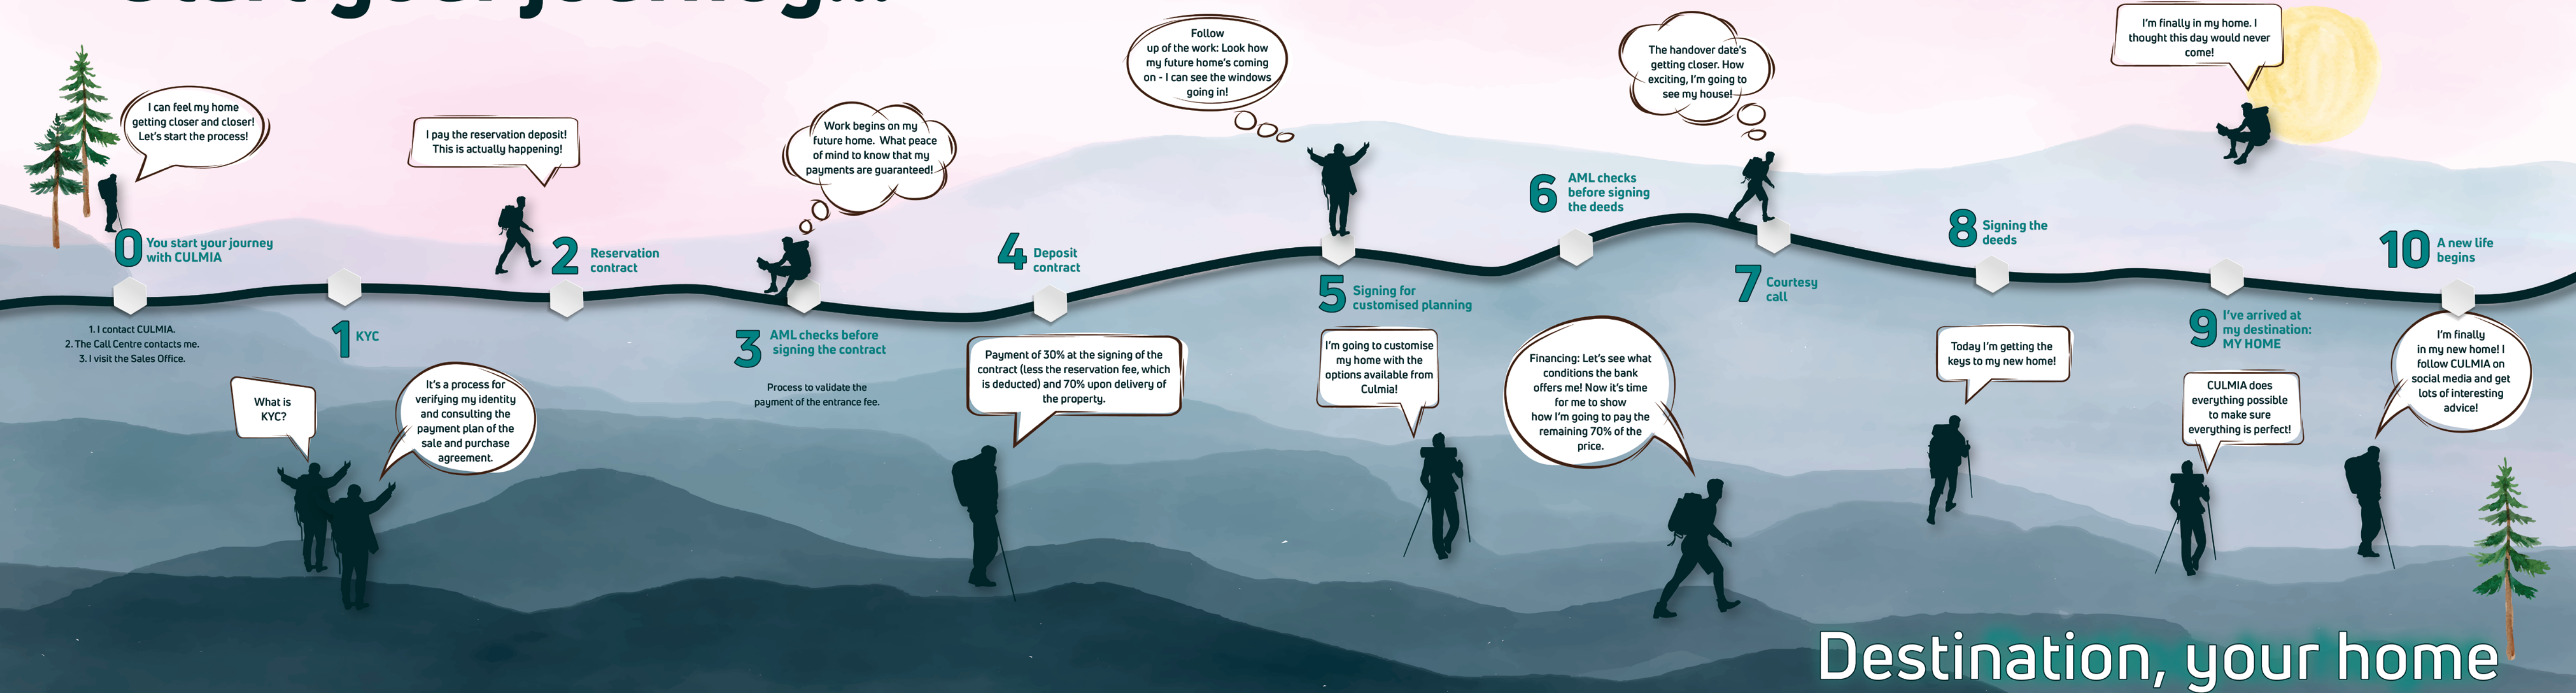 Start your journey...
I can feel my home
getting closer and closer!
Let's start the process!
0
You start your journey
with CULMIA
1. I contact CULMIA.
2. The Call Centre contacts me.
3. I visit the Sales Office.
1
KYC
What is
KYC?
It's a process for
verifying my identity
and consulting the
payment plan of the
sale and purchase
agreement.
I pay the reservation deposit!
This is actually happening!
2
Reservation
contract
Work begins on my
future home. What peace
of mind to know that my
payments are guaranteed!
3
AML checks before
signing the contract
Process to validate the
payment of the entrance fee.
4
Deposit
contract
Payment of 30% at the signing of the
contract (less the reservation fee, which
is deducted) and 70% upon delivery of
the property.
Follow
up of the work: Look how
my future home's coming
on - I can see the windows
going in!
5
Signing for
customised planning
I'm going to customise
my home with the
options available from
Culmia!
6
AML checks
before signing
the deeds
Financing: Let's see what
conditions the bank
offers me! Now it's time
for me to show
how I'm going to pay the
remaining 70% of the
price.
The handover date's
getting closer. How
exciting, I'm going to
see my house!
7
Courtesy
call
8
Signing the
deeds
Today I'm getting the
keys to my new home!
I'm finally in my home. I
thought this day would never
come!
9
I've arrived at
my destination:
MY HOME
CULMIA does
everything possible
to make sure
everything is perfect!
10
A new life
begins
I'm finally
in my new home! I
follow CULMIA on
social media and get
lots of interesting
advice!
Destination, your home